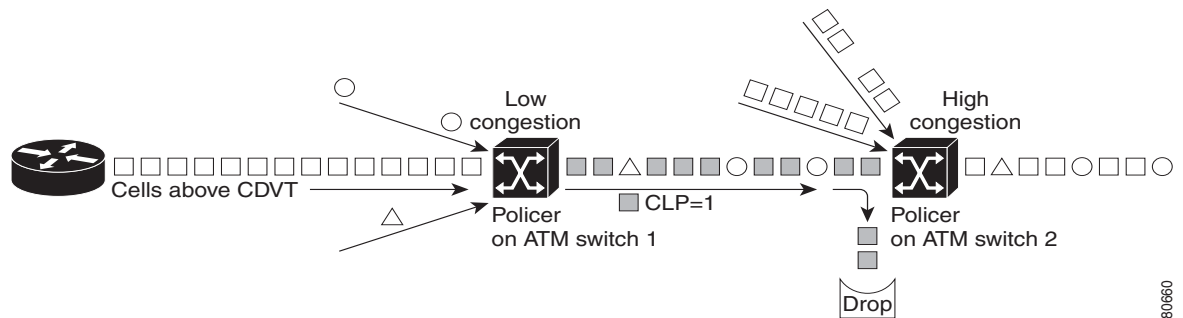 Low
congestion
High
congestion
Cells above CDVT
CLP=1
Policer
on ATM switch 1
Policer
on ATM switch 2
Drop
80660